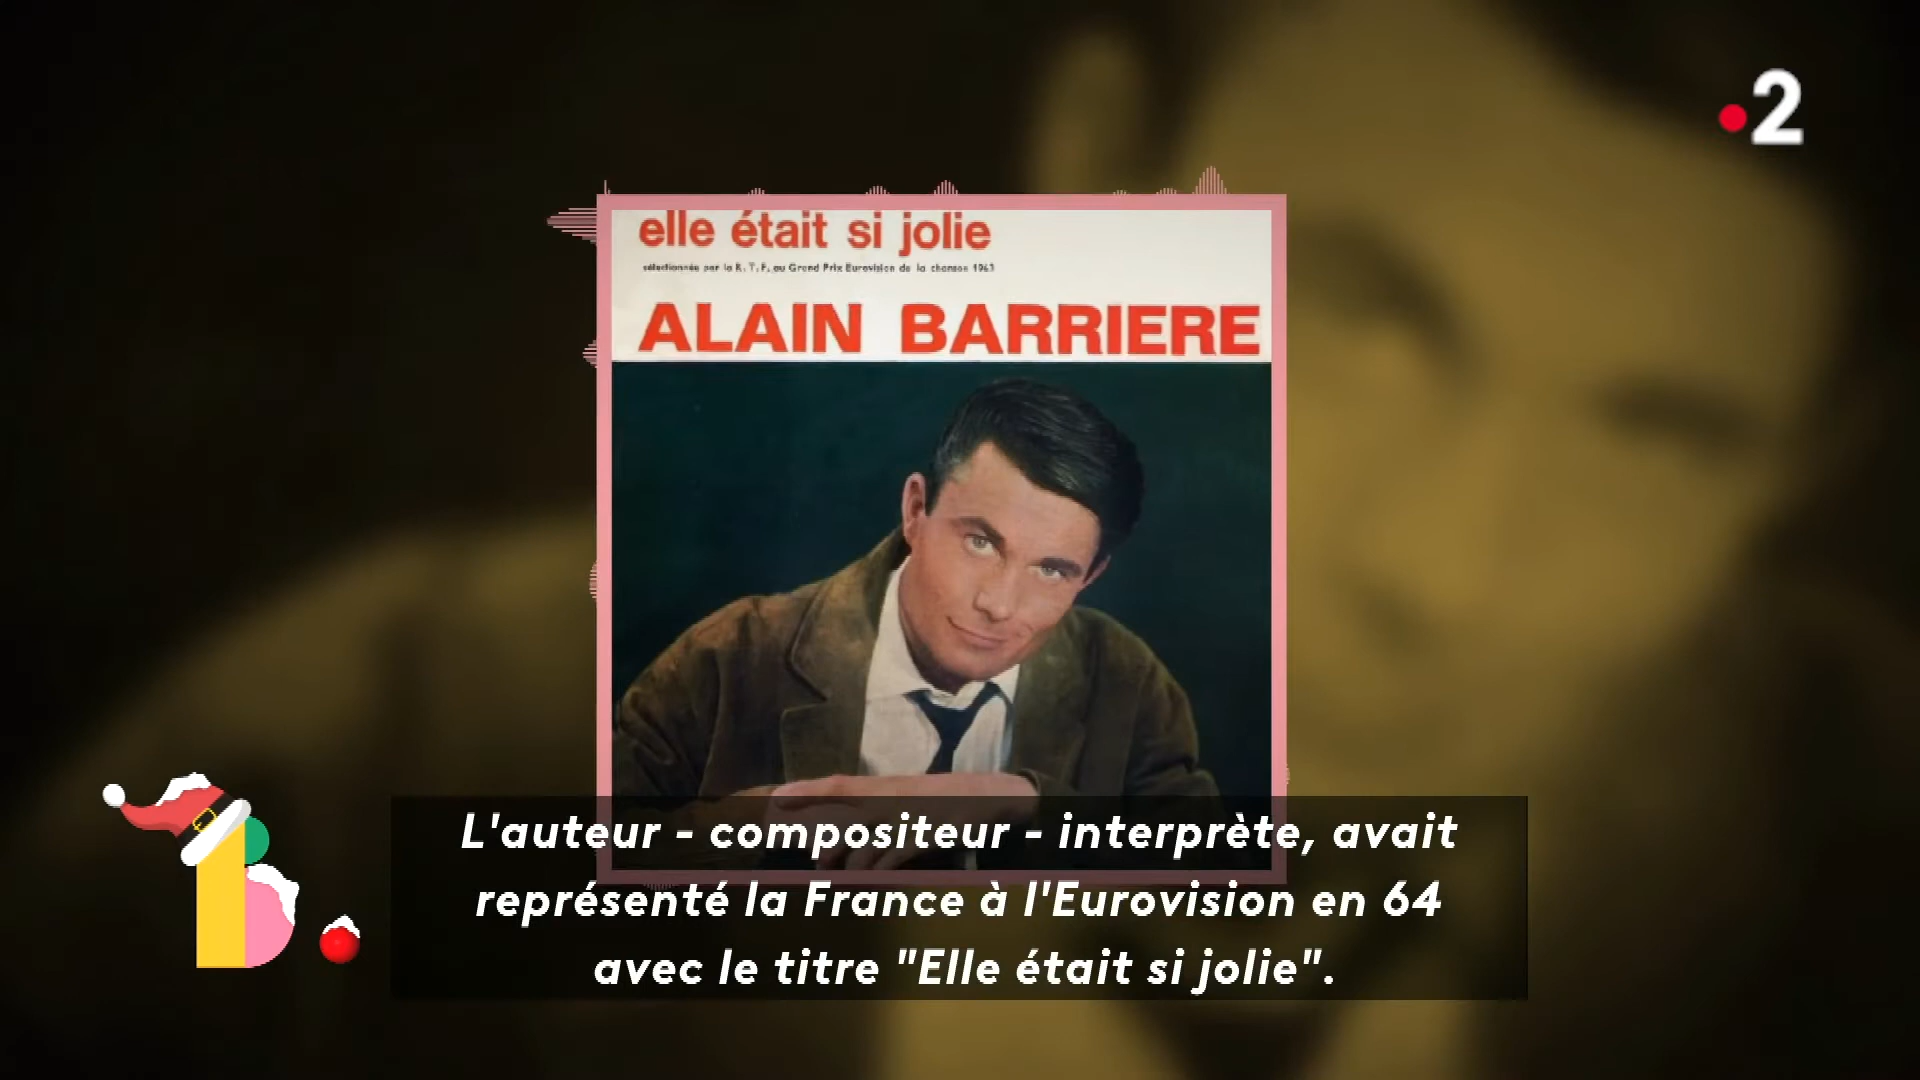 2
elle était si jolie
sélectionnée par la R.T.F. au Grand Prix Eurovision de la chanson 1963
ALAIN BARRIERE
B.
L'auteur - compositeur - interprète, avait
représenté la France à l'Eurovision en 64
avec le titre "Elle était si jolie".